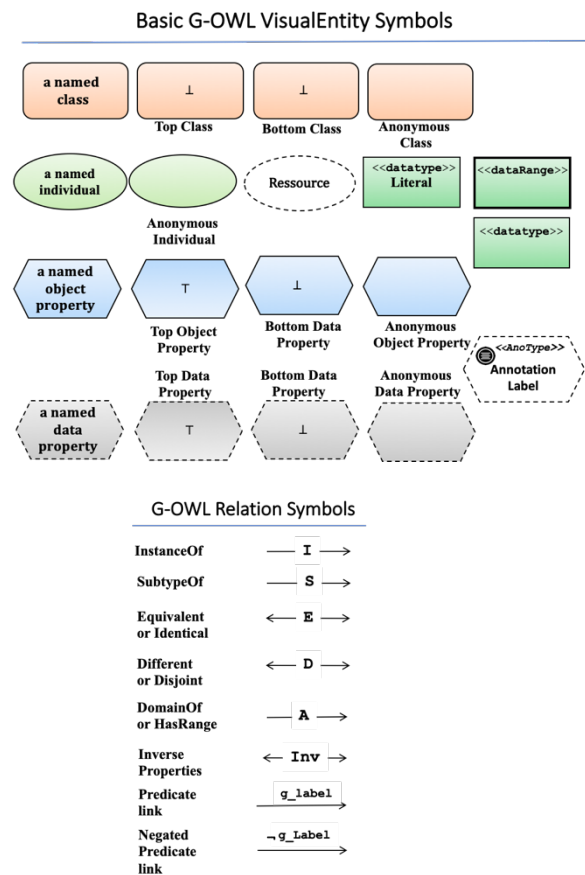 Basic G-OWL VisualEntity Symbols
a named
class
⊥
⊥
Top Class
Bottom Class
Anonymous
Class
a named
individual
Ressource
<<datatype>>
Literal
<<dataRange>>
Anonymous
Individual
<<datatype>>
a named
object
property
⊤
⊥
Top Object
Property
Bottom Data
Property
Anonymous
Object Property
<<AnoType>>
Annotation
Label
Top Data
Property
Bottom Data
Property
Anonymous
Data Property
a named
data
property
⊤
⊥
G-OWL Relation Symbols
InstanceOf
I
SubtypeOf
S
Equivalent
or Identical
E
Different
or Disjoint
D
DomainOf
or HasRange
A
Inverse
Properties
Inv
Predicate
link
g_label
Negated
Predicate
link
¬g_Label